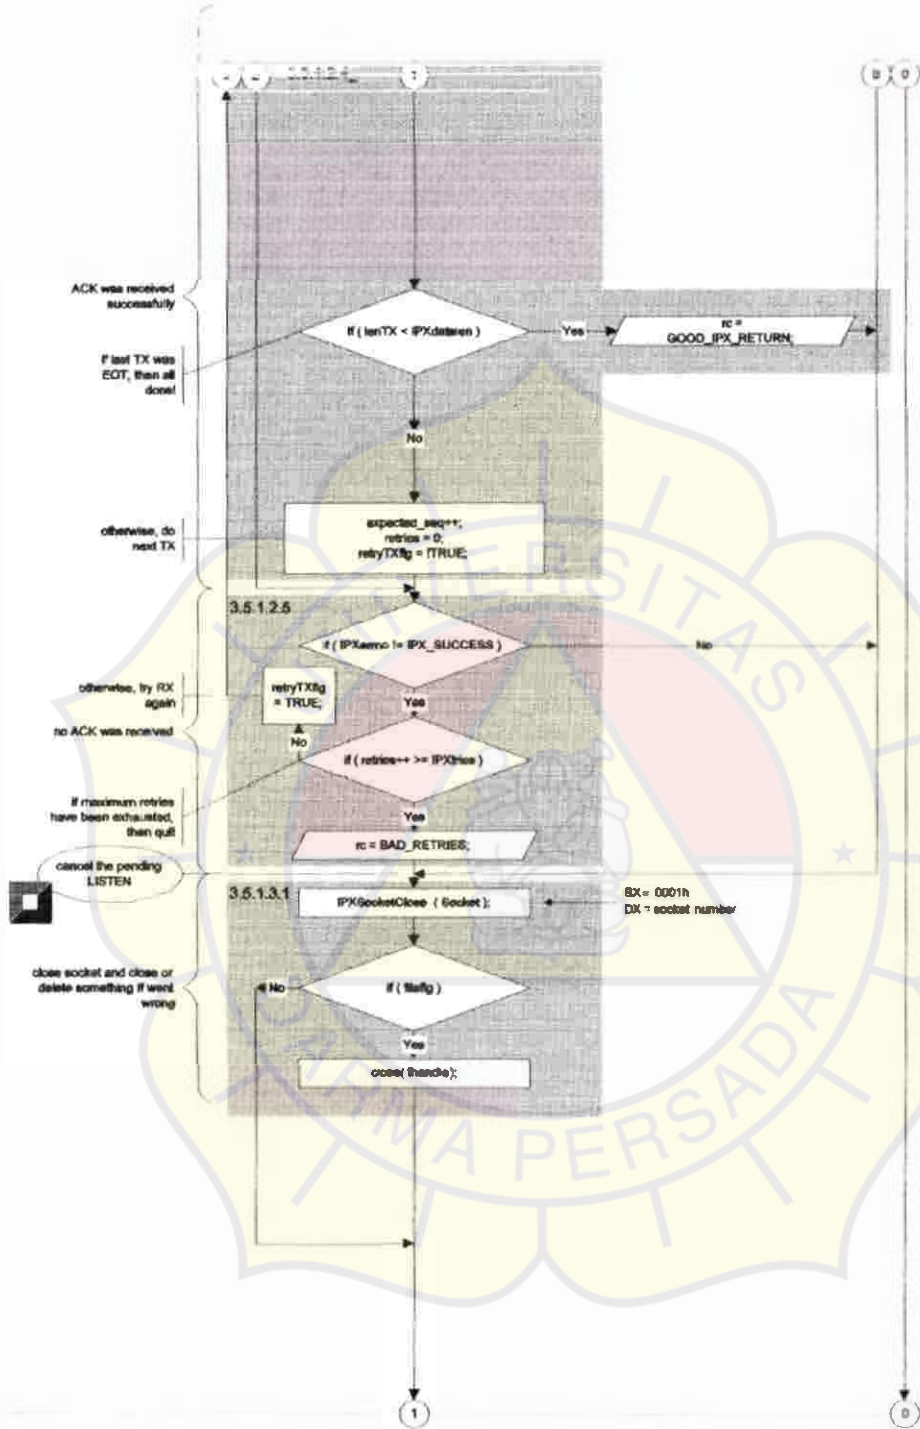 ACK was received
successfully
if ( lenTX < IPXdatalen )
Yes
rc =
GOOD_IPX_RETURN;
if last TX was
EOT, then all
done!
No
otherwise, do
next TX
expected_seq++;
retries = 0;
retryTXflg = !TRUE;
3.5.1.2.5
if ( IPXerrno != IPX_SUCCESS )
No
otherwise, try RX
again
retryTXflg
= TRUE;
Yes
no ACK was received
No
if ( retries++ >= IPXtries )
if maximum retries
have been exhausted,
then quit!
Yes
rc = BAD_RETRIES;
cancel the pending
LISTEN
3.5.1.3.1
IPXSocketClose ( Socket );
BX = 0001h
DX = socket number
close socket and close or
delete something if went
wrong
No
if ( fileflg )
Yes
close( fhandle);
1
0
UNIVERSITAS
DARMA PERSADA